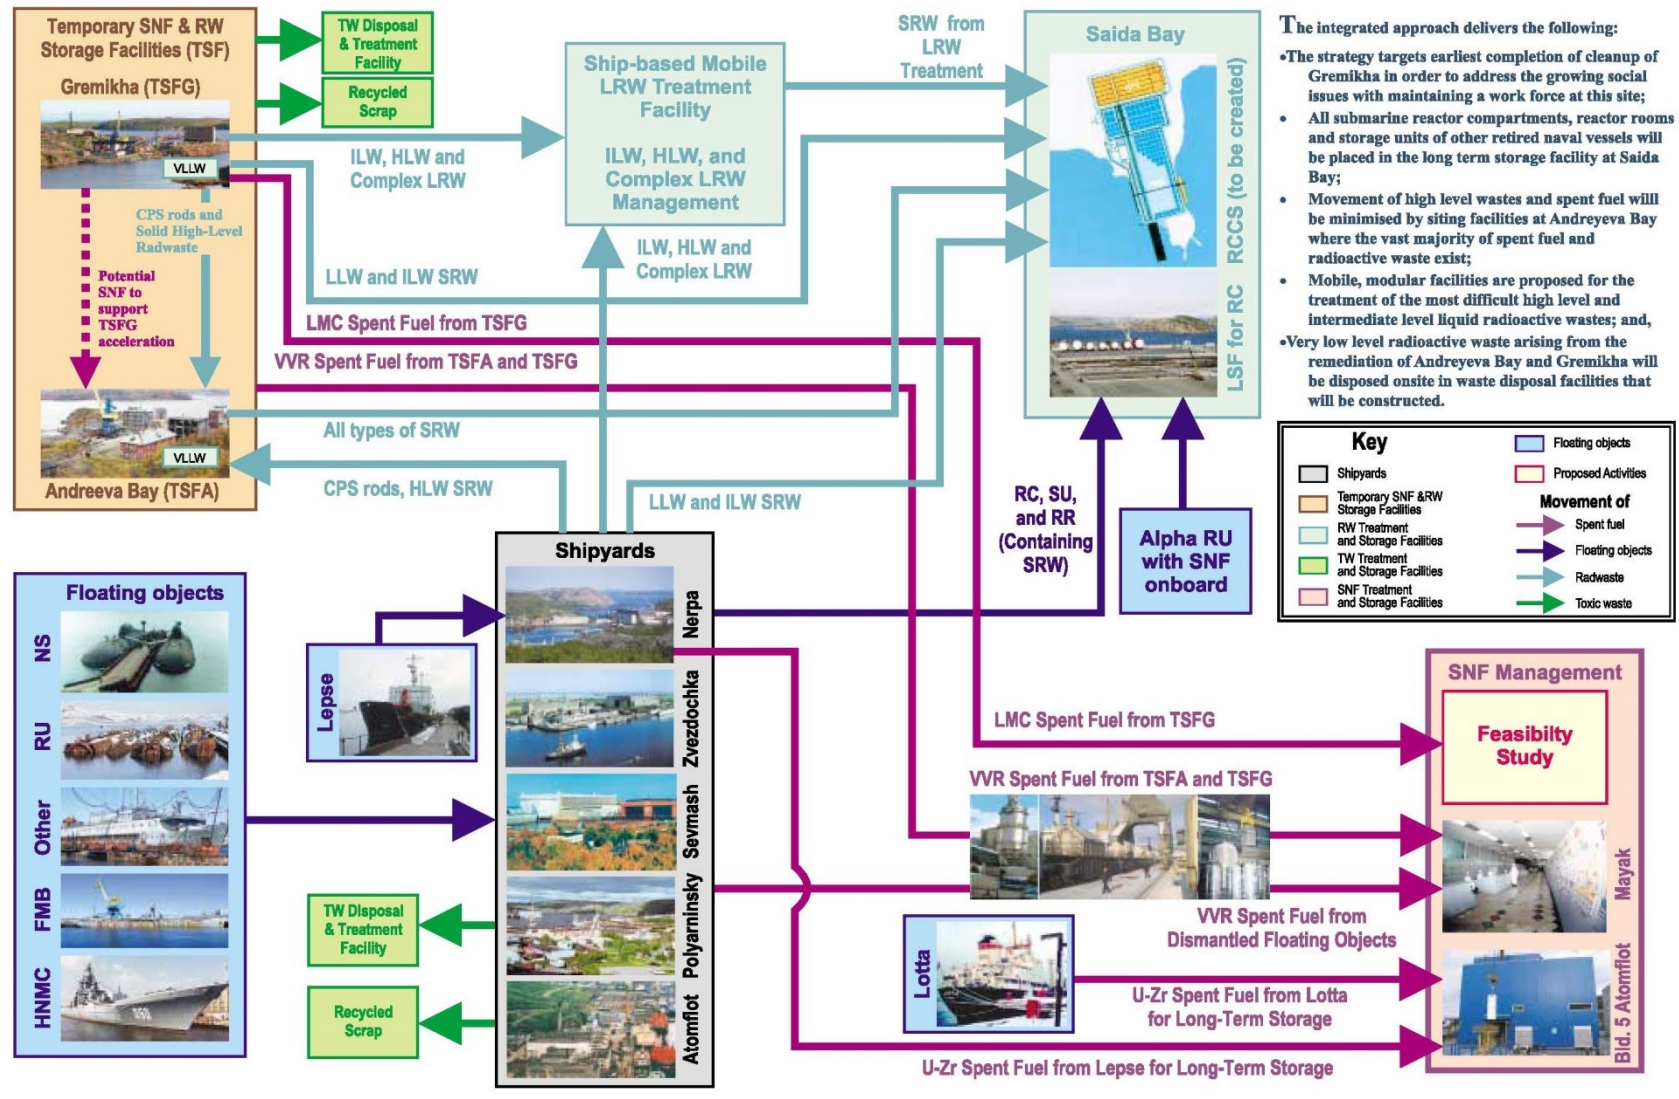 Temporary SNF & RW
Storage Facilities (TSF)
Gremikha (TSFG)
VLLW
CPS rods and
Solid High-Level
Radwaste
Potential
SNF to
support
TSFG
acceleration
VLLW
Andreeva Bay (TSFA)
TW Disposal
& Treatment
Facility
Recycled
Scrap
ILW, HLW and
Complex LRW
Ship-based Mobile
LRW Treatment
Facility
ILW, HLW, and
Complex LRW
Management
SRW from
LRW
Treatment
ILW, HLW and
Complex LRW
LLW and ILW SRW
LMC Spent Fuel from TSFG
VVR Spent Fuel from TSFA and TSFG
All types of SRW
CPS rods, HLW SRW
LLW and ILW SRW
Saida Bay
RCCS (to be created)
LSF for RC
RC, SU,
and RR
(Containing
SRW)
Alpha RU
with SNF
onboard
The integrated approach delivers the following:
•The strategy targets earliest completion of cleanup of
Gremikha in order to address the growing social
issues with maintaining a work force at this site;
• All submarine reactor compartments, reactor rooms
and storage units of other retired naval vessels will
be placed in the long term storage facility at Saida
Bay;
• Movement of high level wastes and spent fuel willl
be minimised by siting facilities at Andreyeva Bay
where the vast majority of spent fuel and
radioactive waste exist;
• Mobile, modular facilities are proposed for the
treatment of the most difficult high level and
intermediate level liquid radioactive wastes; and,
•Very low level radioactive waste arising from the
remediation of Andreyeva Bay and Gremikha will
be disposed onsite in waste disposal facilities that
will be constructed.
Key
Shipyards
Temporary SNF &RW
Storage Facilities
RW Treatment
and Storage Facilities
TW Treatment
and Storage Facilities
SNF Treatment
and Storage Facilities
Floating objects
Proposed Activities
Movement of
Spent fuel
Floating objects
Radwaste
Toxic waste
Floating objects
NS
RU
Other
FMB
HNMC
Lepse
Shipyards
Nerpa
Zvezdochka
Sevmash
Polyarninsky
Atomflot
TW Disposal
& Treatment
Facility
Recycled
Scrap
LMC Spent Fuel from TSFG
VVR Spent Fuel from TSFA and TSFG
VVR Spent Fuel from
Dismantled Floating Objects
Lotta
U-Zr Spent Fuel from Lotta
for Long-Term Storage
U-Zr Spent Fuel from Lepse for Long-Term Storage
SNF Management
Feasibilty
Study
Mayak
Bld. 5 Atomflot